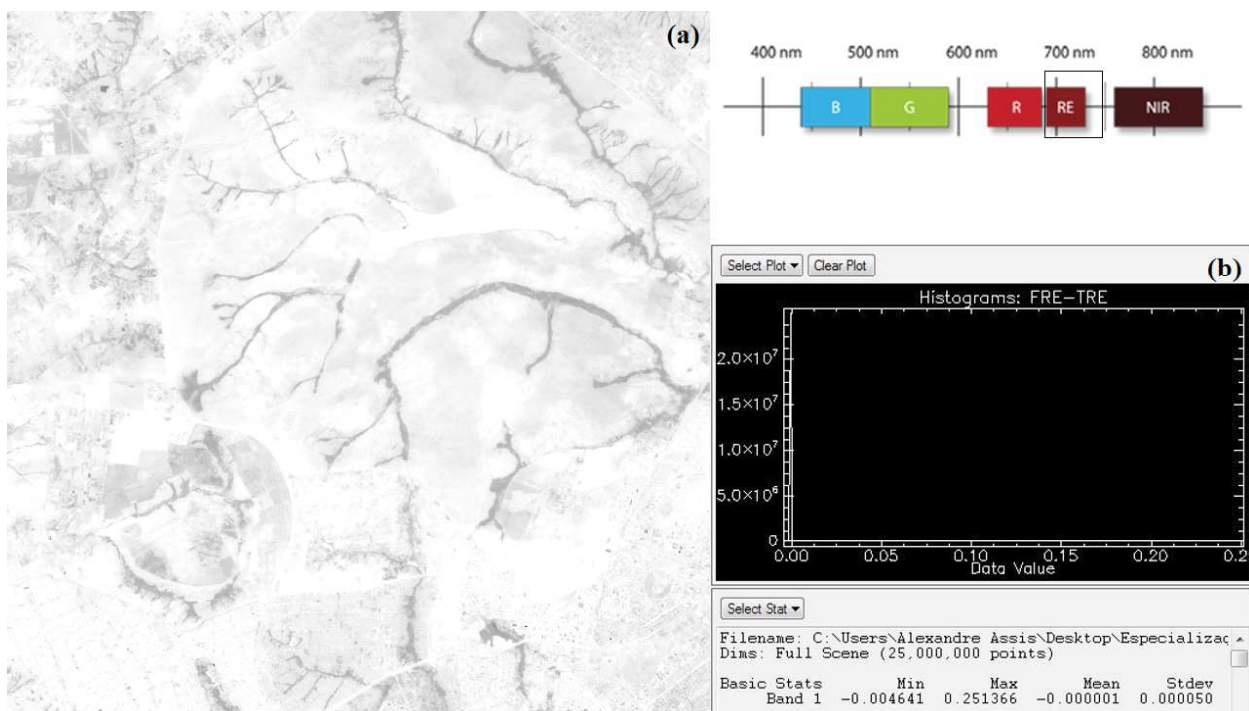 (a)
400 nm 500 nm 600 nm 700 nm 800 nm
B G R RE NIR
Select Plot Clear Plot (b)
Histograms: FRE-TRE
2.0×10⁷
1.5×10⁷
1.0×10⁷
5.0×10⁶
0
0.00 0.05 0.10 0.15 0.20 0.2
Data Value
Select Stat
Filename: C:\Users\Alexandre Assis\Desktop\Especializaç
Dims: Full Scene (25,000,000 points)
Basic Stats Min Max Mean Stdev
Band 1 -0.004641 0.251366 -0.000001 0.000050